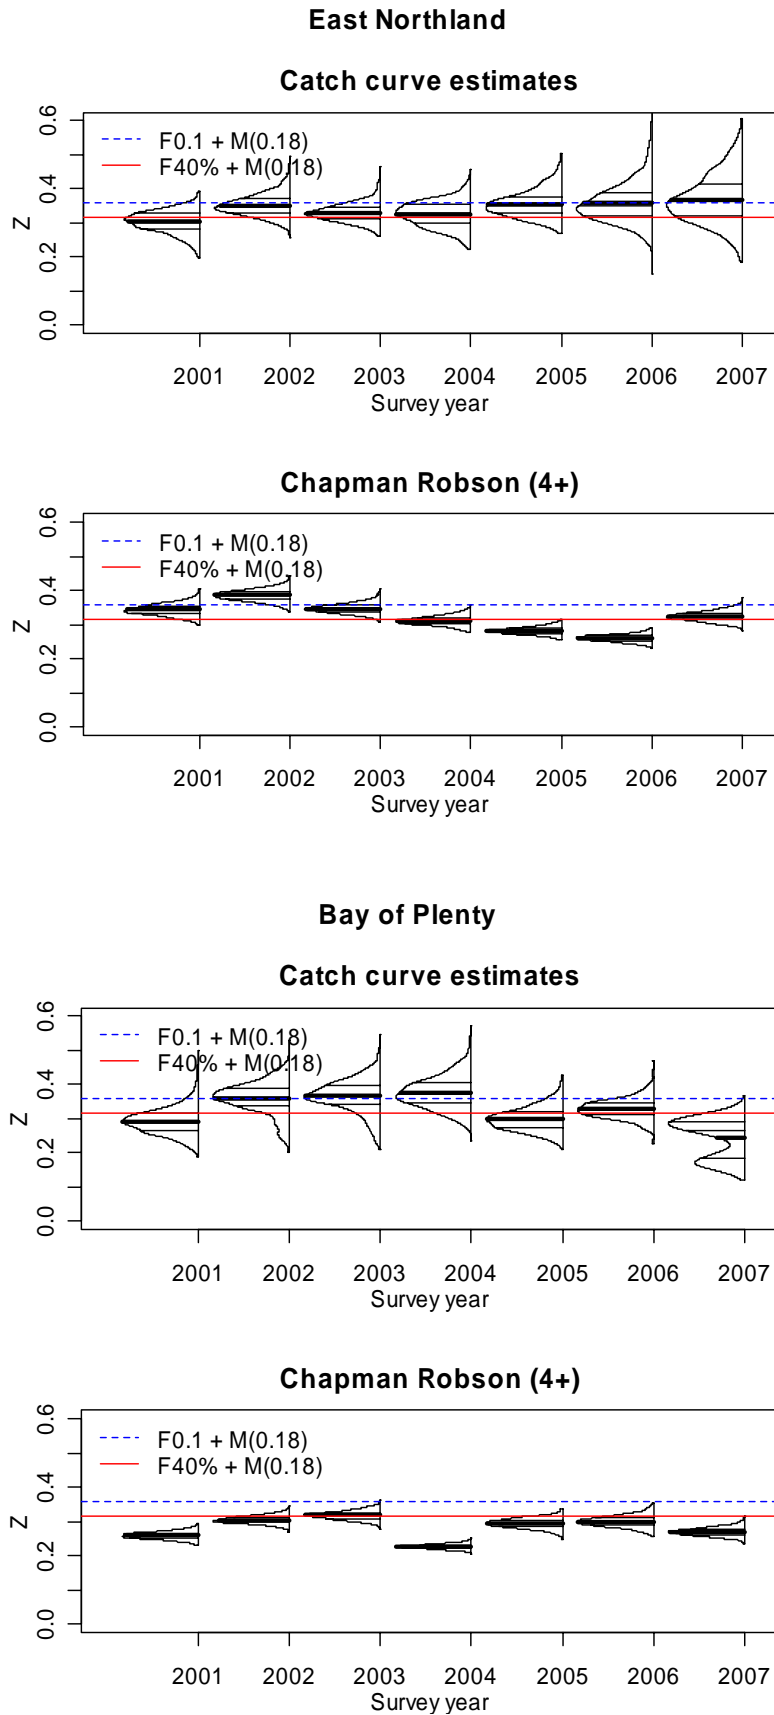 East Northland
Catch curve estimates
0.6
0.4
0.2
0.0
Z
F0.1 + M(0.18)
F40% + M(0.18)
2001 2002 2003 2004 2005 2006 2007
Survey year
Chapman Robson (4+)
0.6
0.4
0.2
0.0
Z
F0.1 + M(0.18)
F40% + M(0.18)
2001 2002 2003 2004 2005 2006 2007
Survey year
Bay of Plenty
Catch curve estimates
0.6
0.4
0.2
0.0
Z
F0.1 + M(0.18)
F40% + M(0.18)
2001 2002 2003 2004 2005 2006 2007
Survey year
Chapman Robson (4+)
0.6
0.4
0.2
0.0
Z
F0.1 + M(0.18)
F40% + M(0.18)
2001 2002 2003 2004 2005 2006 2007
Survey year